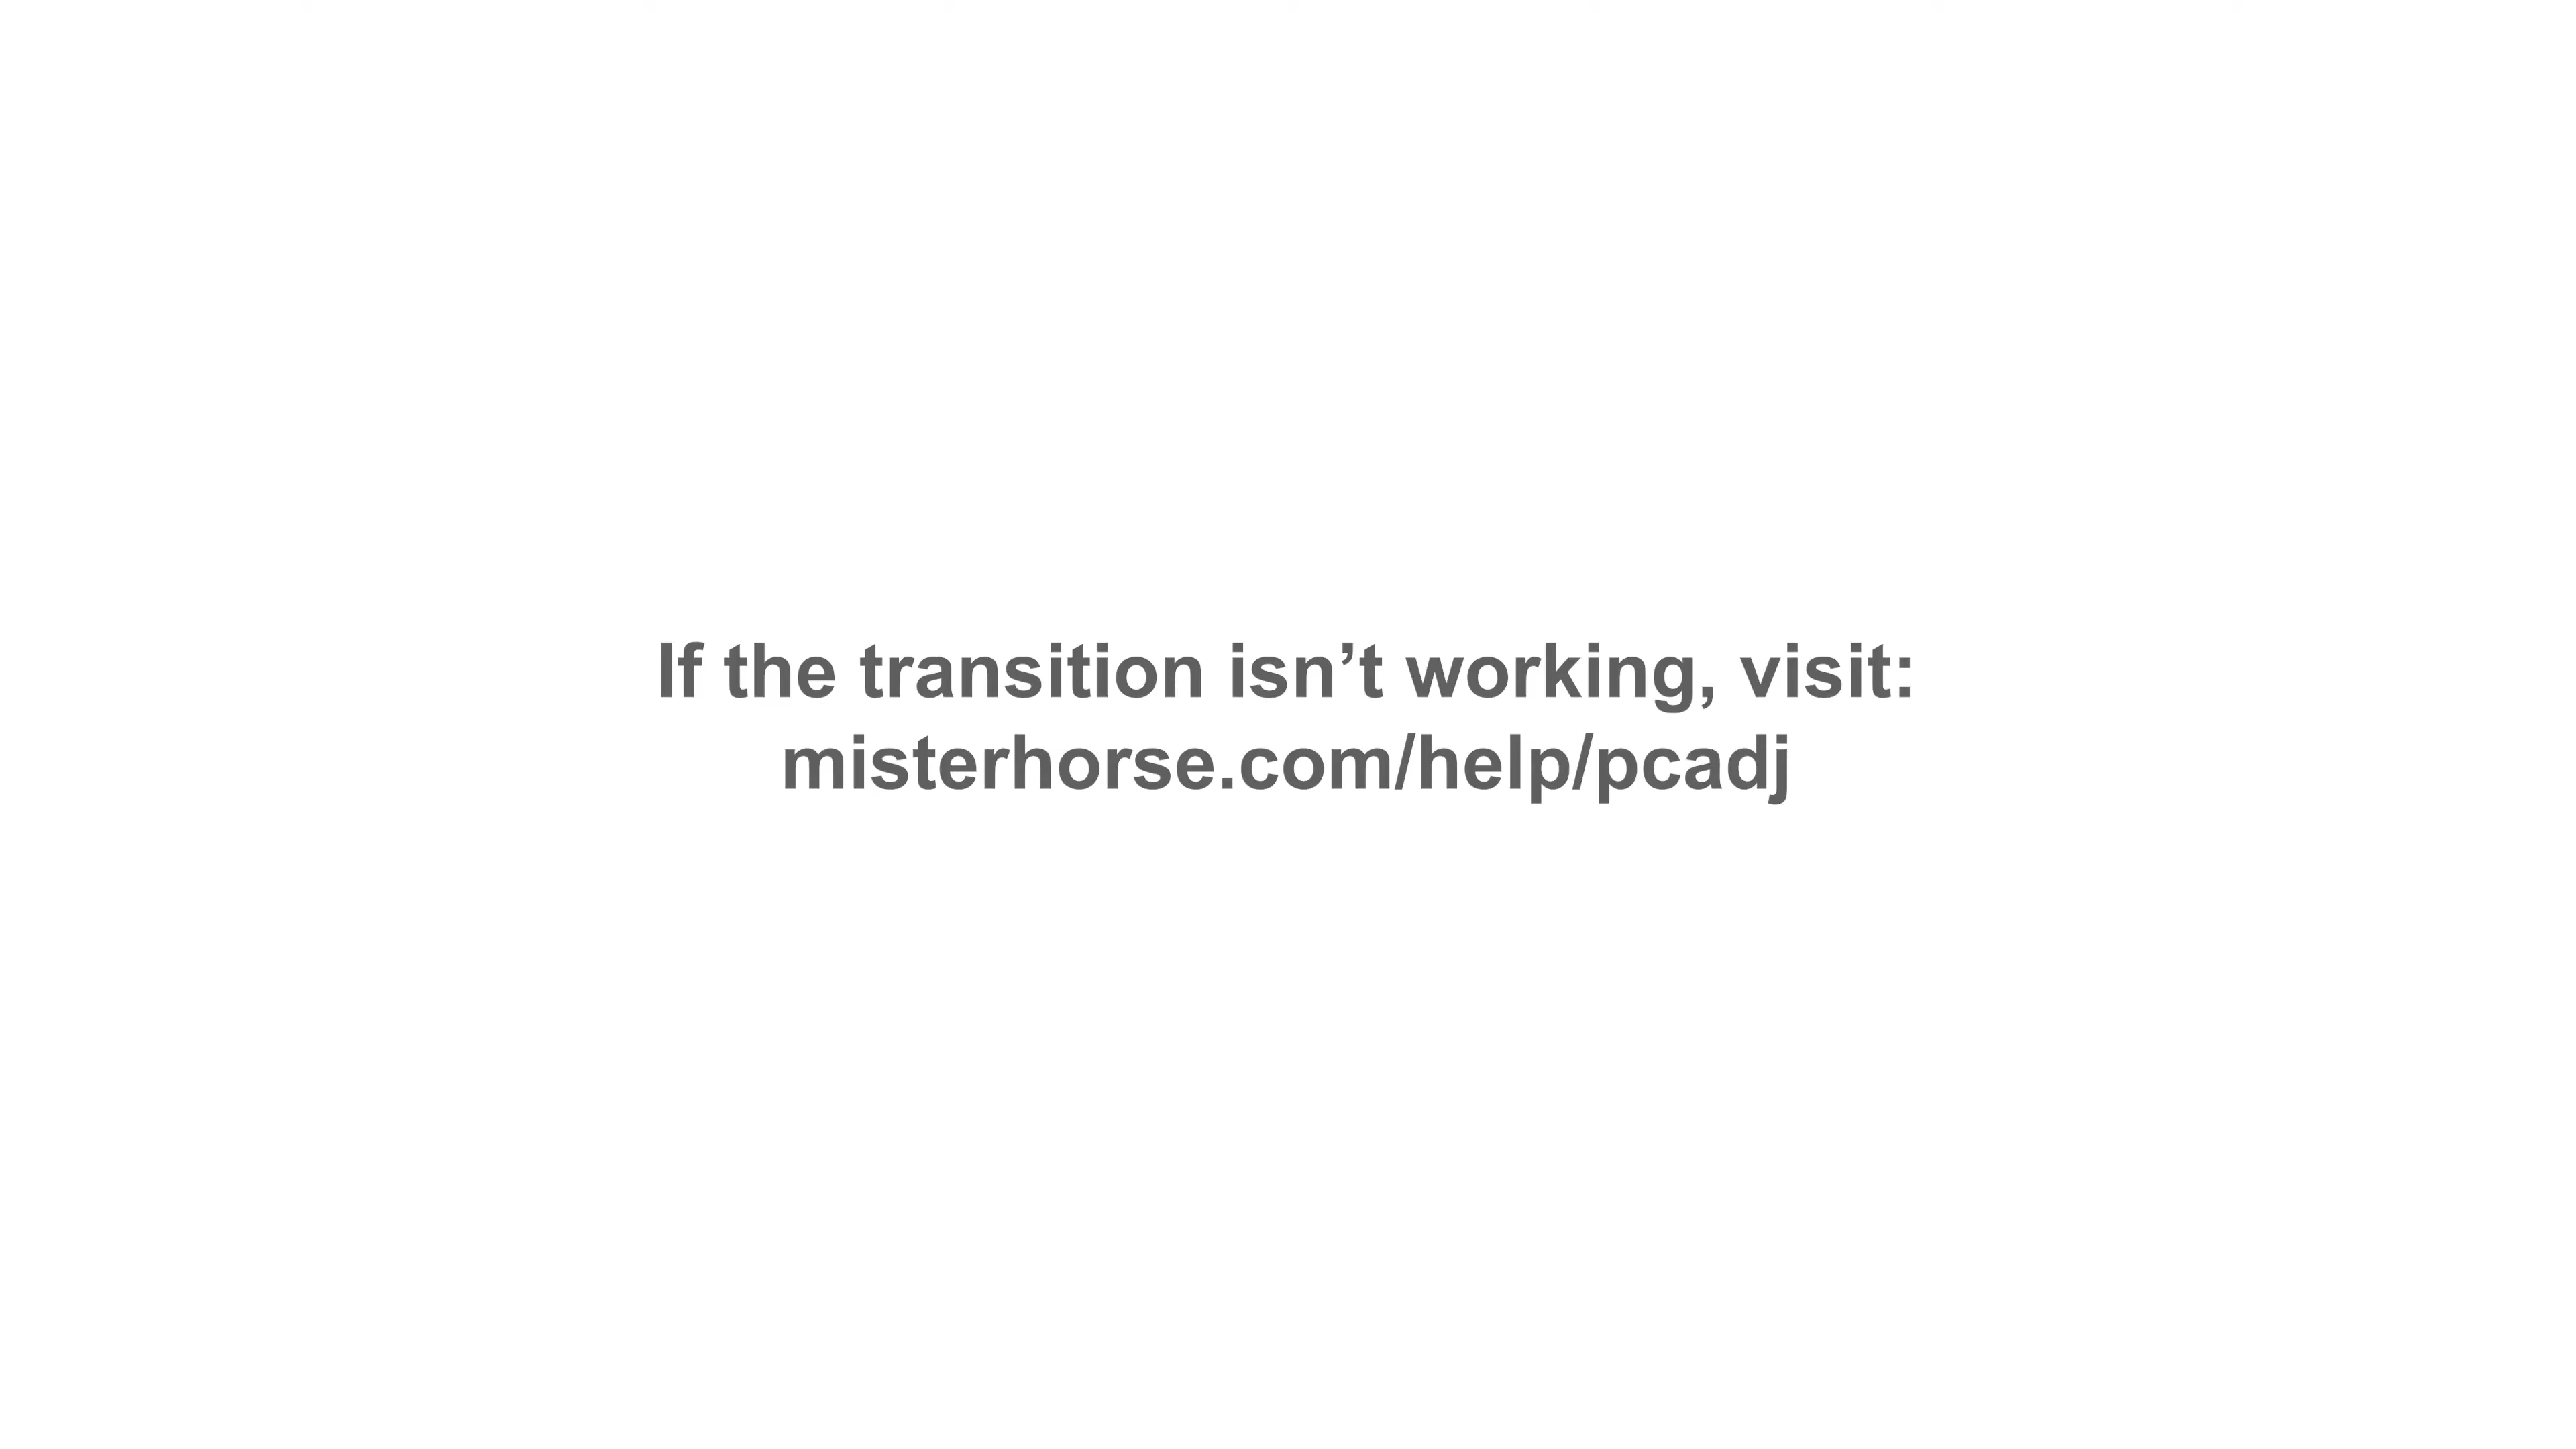 If the transition isn’t working, visit:
misterhorse.com/help/pcadj